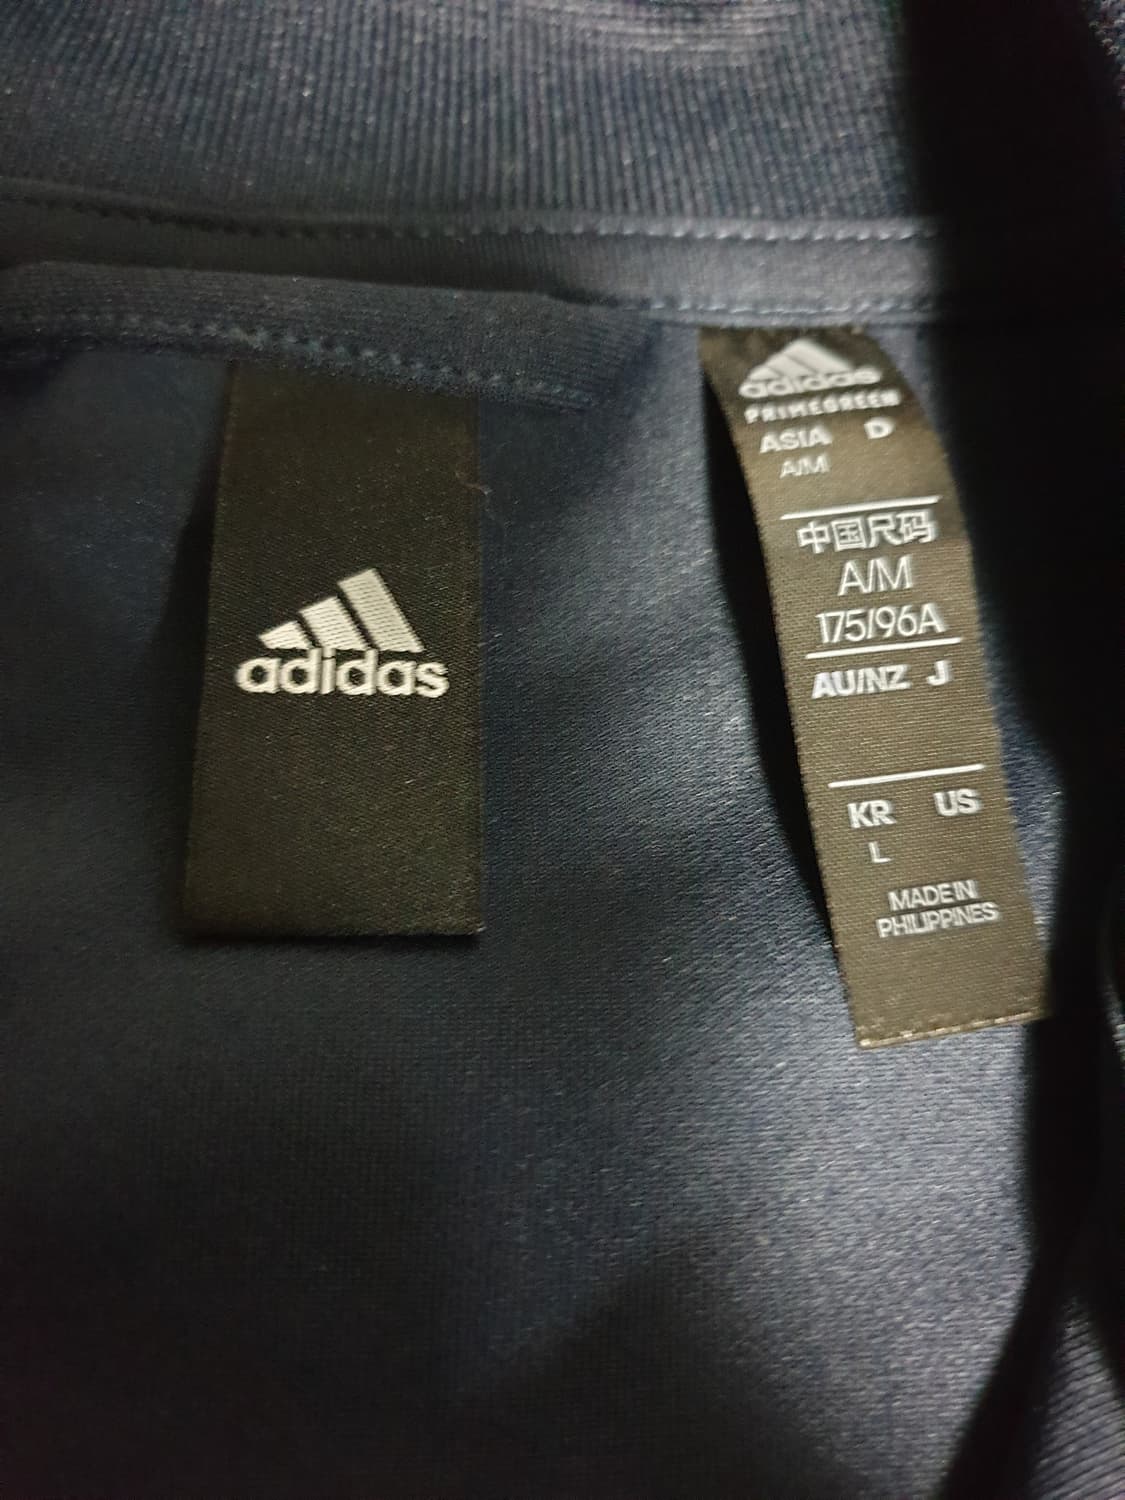 adidas
adidas
PRIMEGREEN
ASIA D
A/M
中国尺码
A/M
175/96A
AU/NZ J
KR US
L
MADE IN
PHILIPPINES